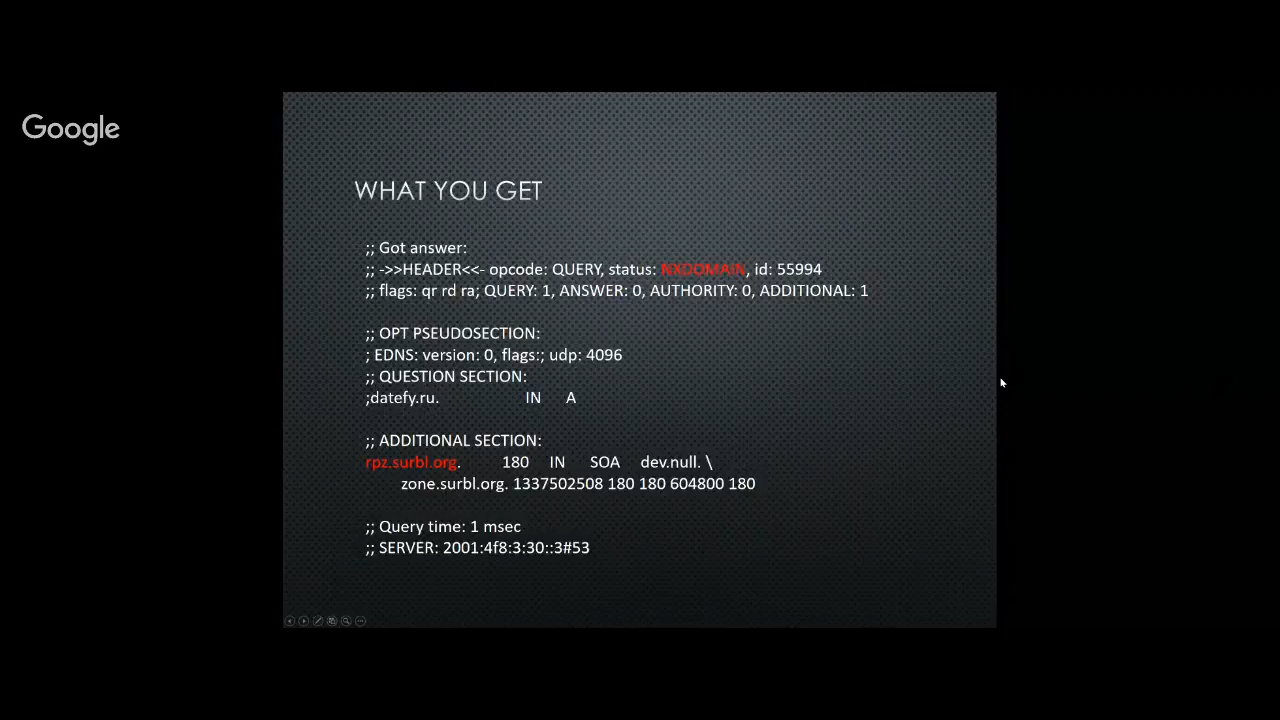 Google
WHAT YOU GET
;; Got answer:
;; ->>HEADER<<- opcode: QUERY, status: NXDOMAIN, id: 55994
;; flags: qr rd ra; QUERY: 1, ANSWER: 0, AUTHORITY: 0, ADDITIONAL: 1
;; OPT PSEUDOSECTION:
; EDNS: version: 0, flags:; udp: 4096
;; QUESTION SECTION:
;datefy.ru. IN A
;; ADDITIONAL SECTION:
rpz.surbl.org. 180 IN SOA dev.null. \
zone.surbl.org. 1337502508 180 180 604800 180
;; Query time: 1 msec
;; SERVER: 2001:4f8:3:30::3#53